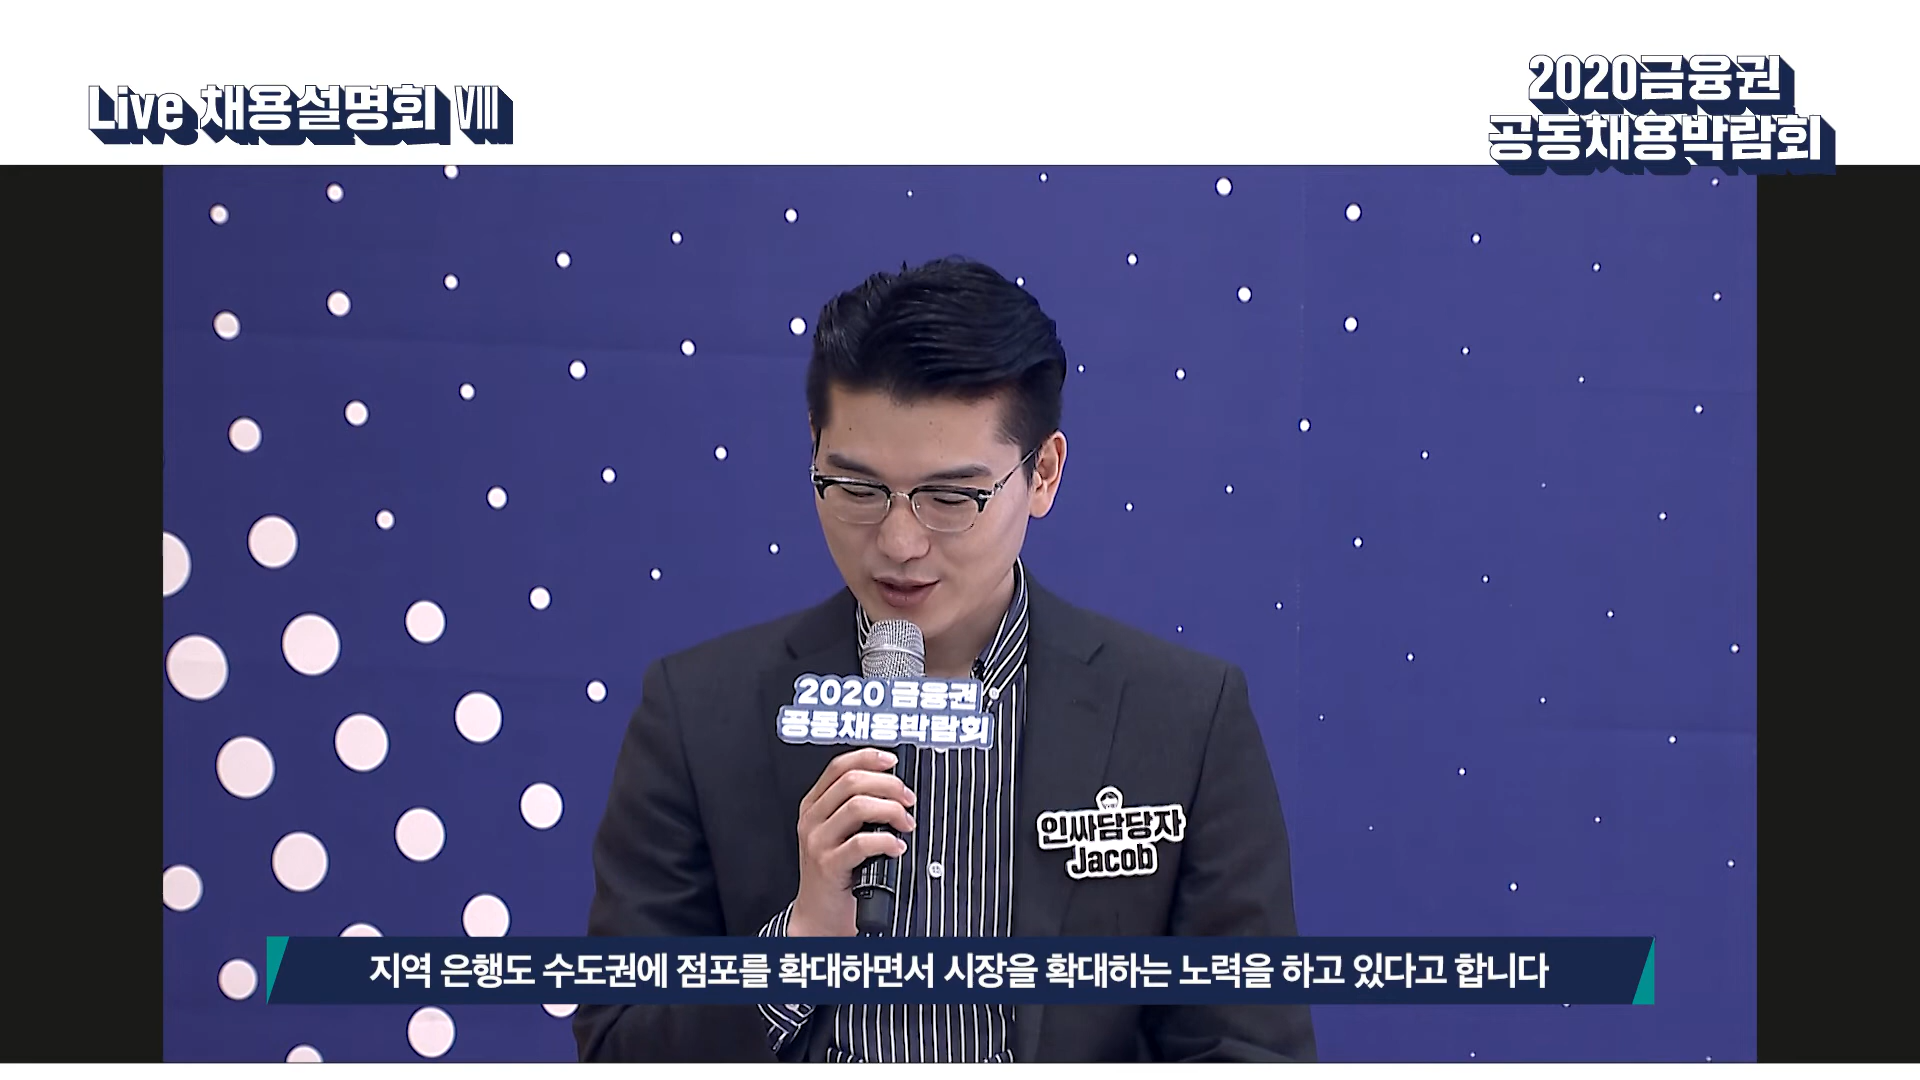 Live 채용설명회 Ⅷ
2020금융권
공동채용박람회
2020 금융권
공동채용박람회
인싸담당자
Jacob
지역 은행도 수도권에 점포를 확대하면서 시장을 확대하는 노력을 하고 있다고 합니다